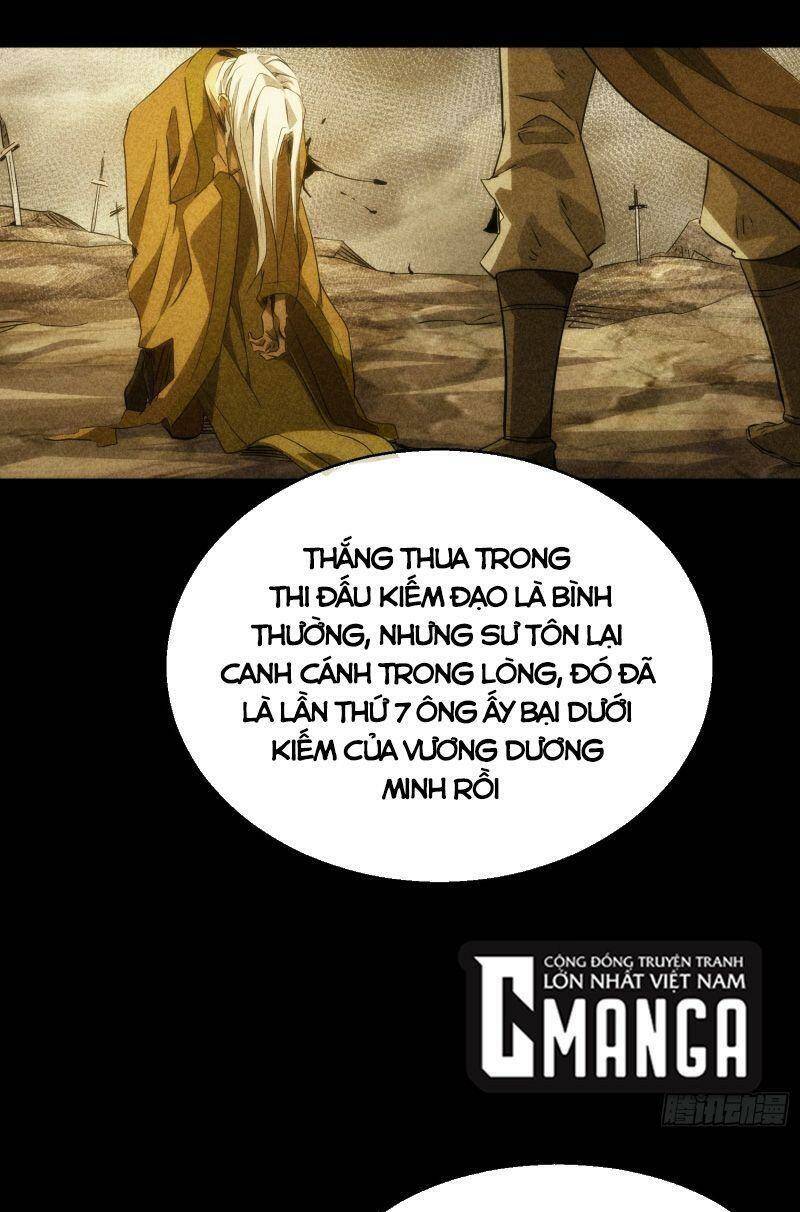 THẮNG THUA TRONG
THI ĐẤU KIẾM ĐẠO LÀ BÌNH
THƯỜNG, NHƯNG SƯ TÔN LẠI
CANH CÁNH TRONG LÒNG, ĐÓ ĐÃ
LÀ LẦN THỨ 7 ÔNG ẤY BẠI DƯỚI
KIẾM CỦA VƯƠNG DƯƠNG
MINH RỒI
CỘNG ĐỒNG TRUYỆN TRANH
LỚN NHẤT VIỆT NAM
CMANGA
腾讯动漫